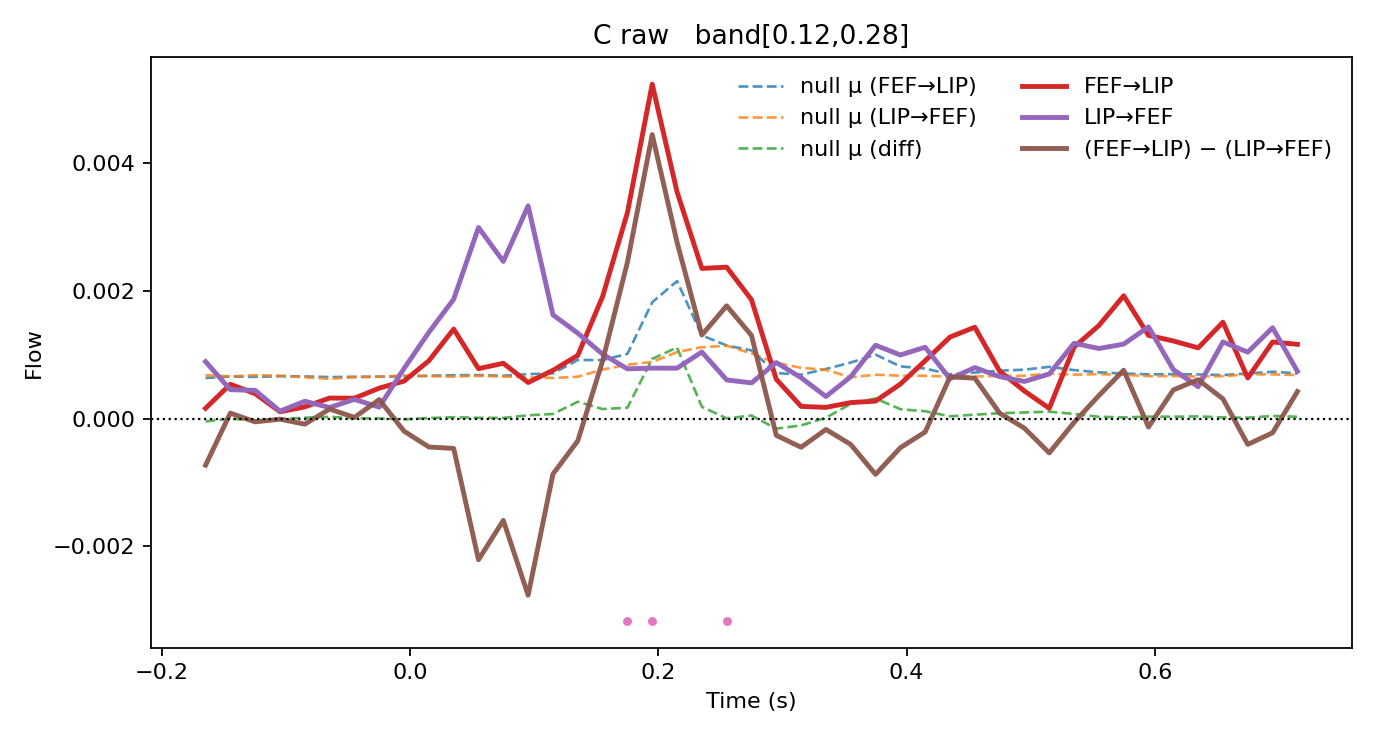 C raw   band[0.12,0.28]
null μ (FEF→LIP)
null μ (LIP→FEF)
null μ (diff)
FEF→LIP
LIP→FEF
(FEF→LIP) − (LIP→FEF)
Flow
0.004
0.002
0.000
−0.002
−0.2
0.0
0.2
0.4
0.6
Time (s)